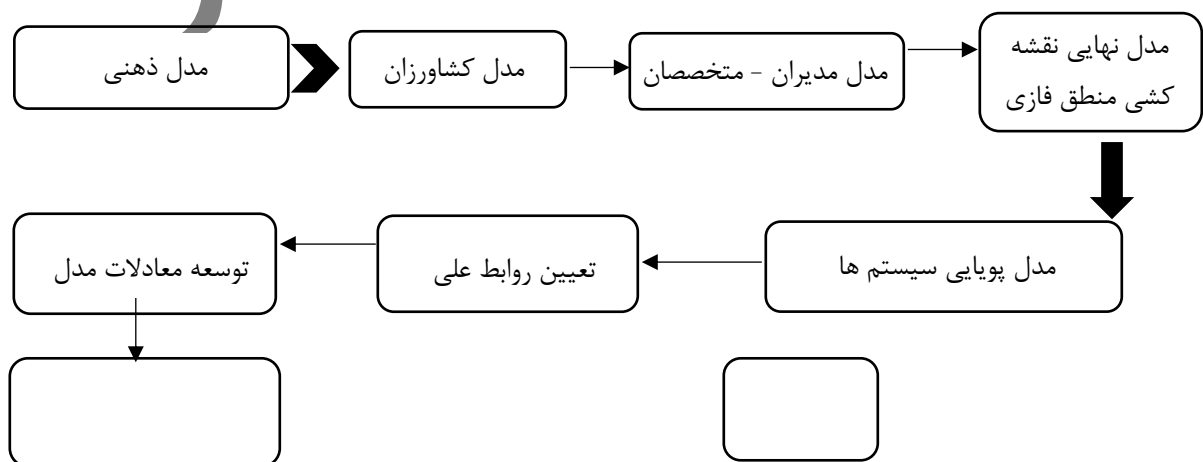 مدل ذهنی
مدل کشاورزان
مدل مدیران - متخصصان
مدل نهایی نقشه
کشی منطق فازی
مدل پویایی سیستم ها
تعیین روابط علی
توسعه معادلات مدل